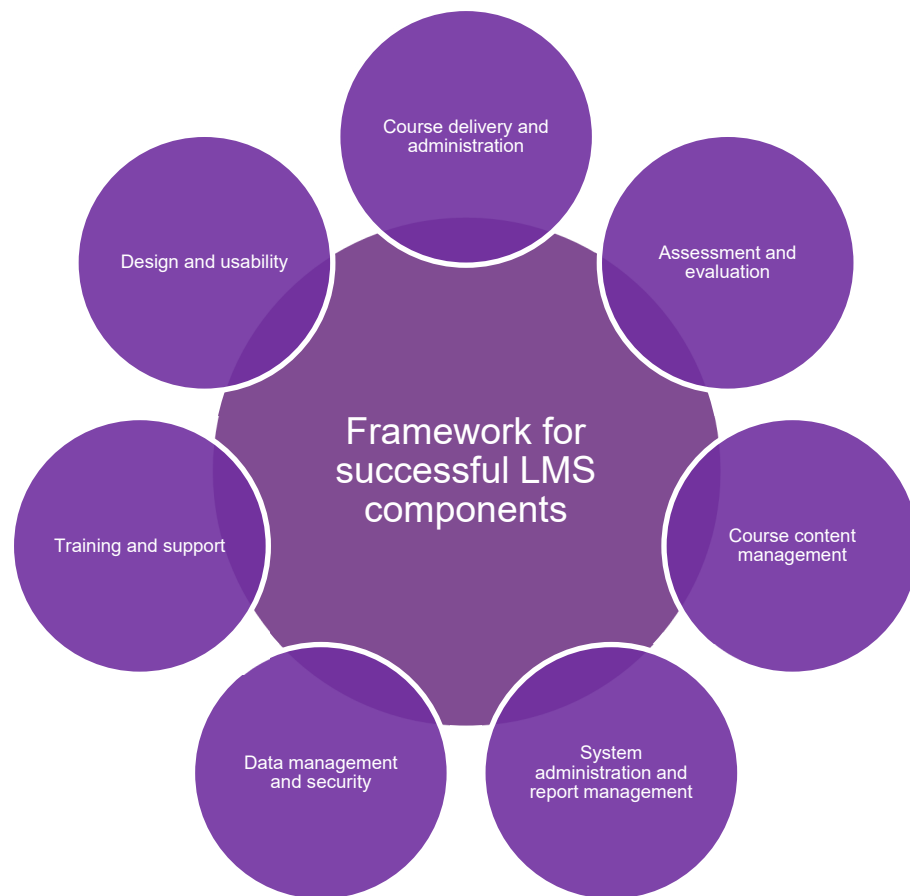 Course delivery and
administration
Assessment and
evaluation
Design and usability
Framework for
successful LMS
components
Course content
management
Training and support
System
administration and
report management
Data management
and security